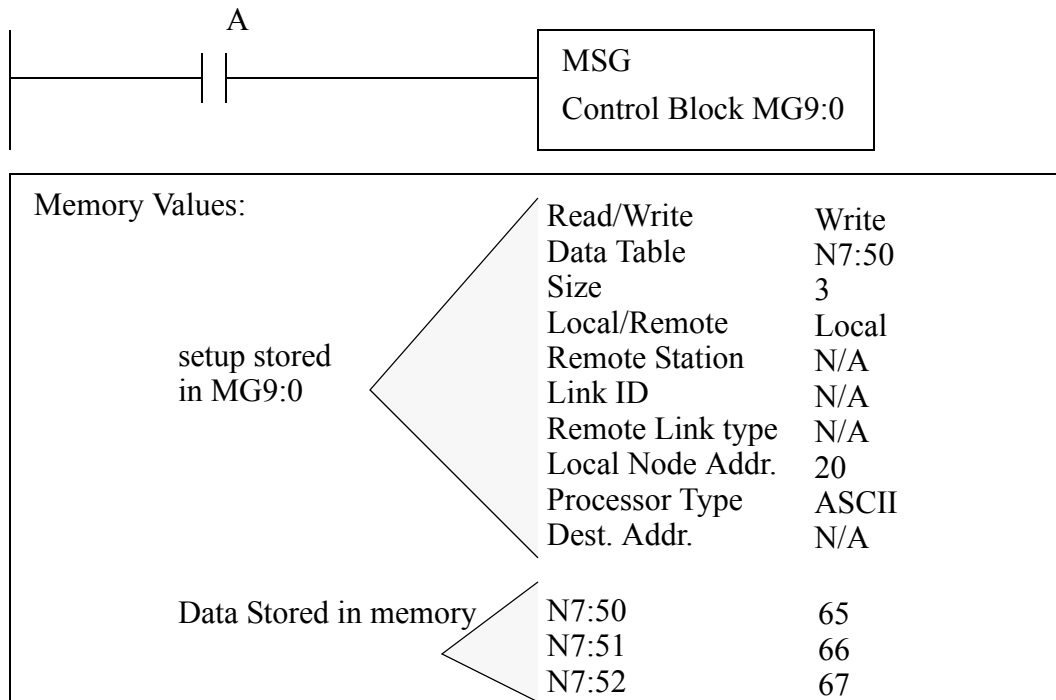 A
MSG
Control Block MG9:0
Memory Values:
setup stored
in MG9:0
Read/Write Write
Data Table N7:50
Size 3
Local/Remote Local
Remote Station N/A
Link ID N/A
Remote Link type N/A
Local Node Addr. 20
Processor Type ASCII
Dest. Addr. N/A
Data Stored in memory
N7:50 65
N7:51 66
N7:52 67